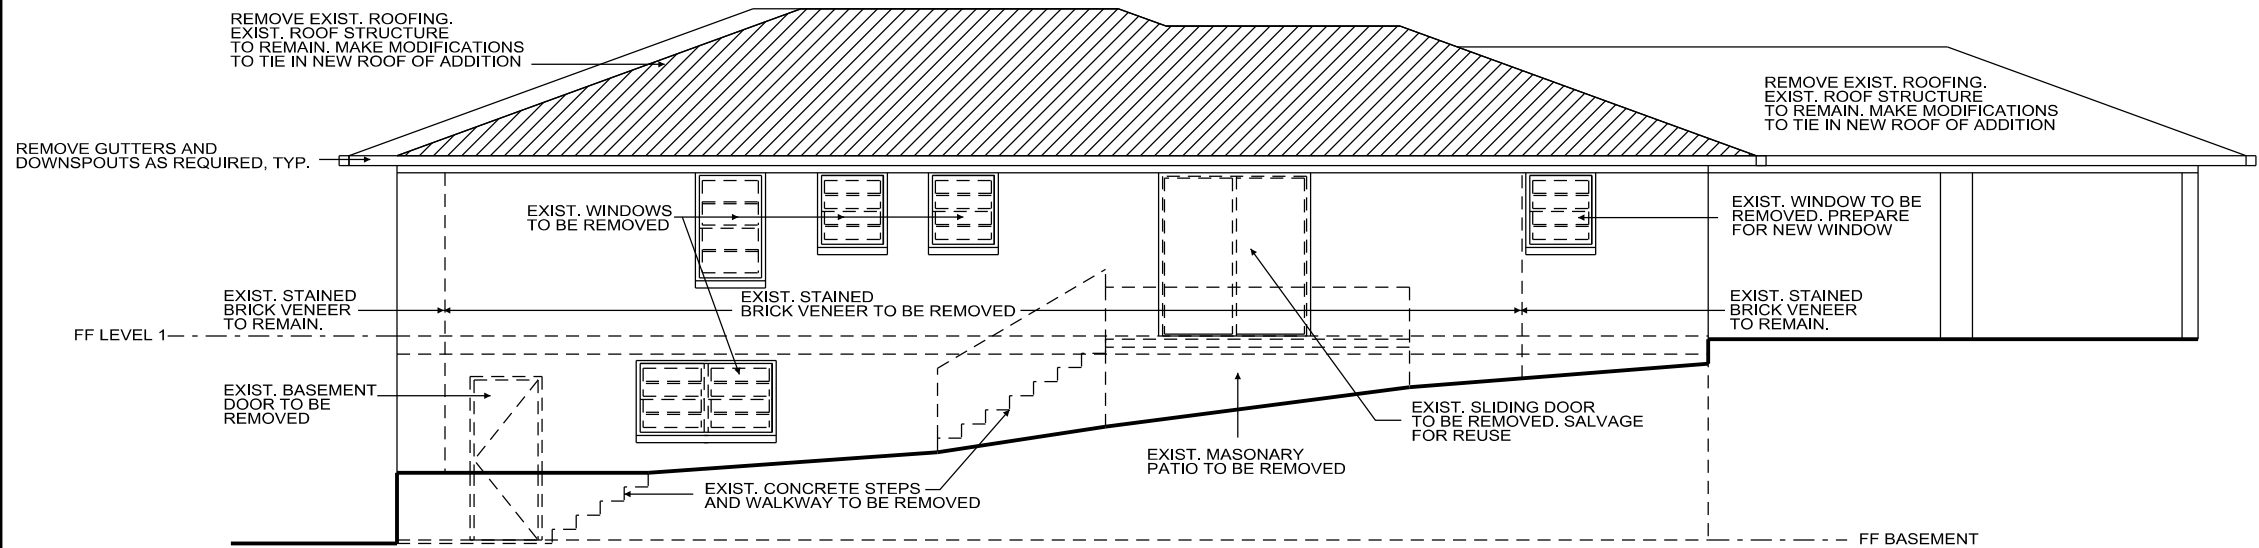 REMOVE EXIST. ROOFING.
EXIST. ROOF STRUCTURE
TO REMAIN. MAKE MODIFICATIONS
TO TIE IN NEW ROOF OF ADDITION
REMOVE EXIST. ROOFING.
EXIST. ROOF STRUCTURE
TO REMAIN. MAKE MODIFICATIONS
TO TIE IN NEW ROOF OF ADDITION
REMOVE GUTTERS AND
DOWNSPOUTS AS REQUIRED, TYP.
EXIST. WINDOWS
TO BE REMOVED
EXIST. WINDOW TO BE
REMOVED. PREPARE
FOR NEW WINDOW
EXIST. STAINED
BRICK VENEER
TO REMAIN.
EXIST. STAINED
BRICK VENEER TO BE REMOVED
EXIST. STAINED
BRICK VENEER
TO REMAIN.
FF LEVEL 1
EXIST. BASEMENT
DOOR TO BE
REMOVED
EXIST. SLIDING DOOR
TO BE REMOVED. SALVAGE
FOR REUSE
EXIST. MASONARY
PATIO TO BE REMOVED
EXIST. CONCRETE STEPS
AND WALKWAY TO BE REMOVED
FF BASEMENT